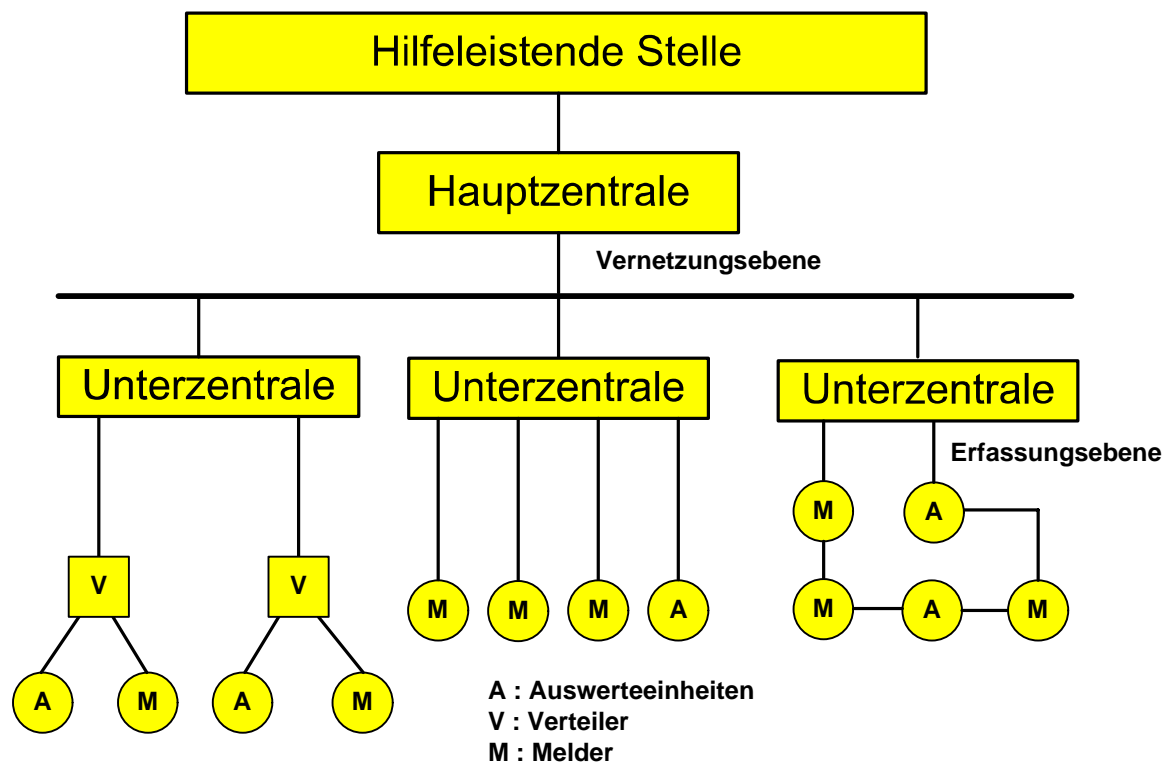 Hilfeleistende Stelle
Hauptzentrale
Vernetzungsebene
Unterzentrale Unterzentrale Unterzentrale
Erfassungsebene
M A
V V M M M A M A M
A M A M
A : Auswerteeinheiten
V : Verteiler
M : Melder